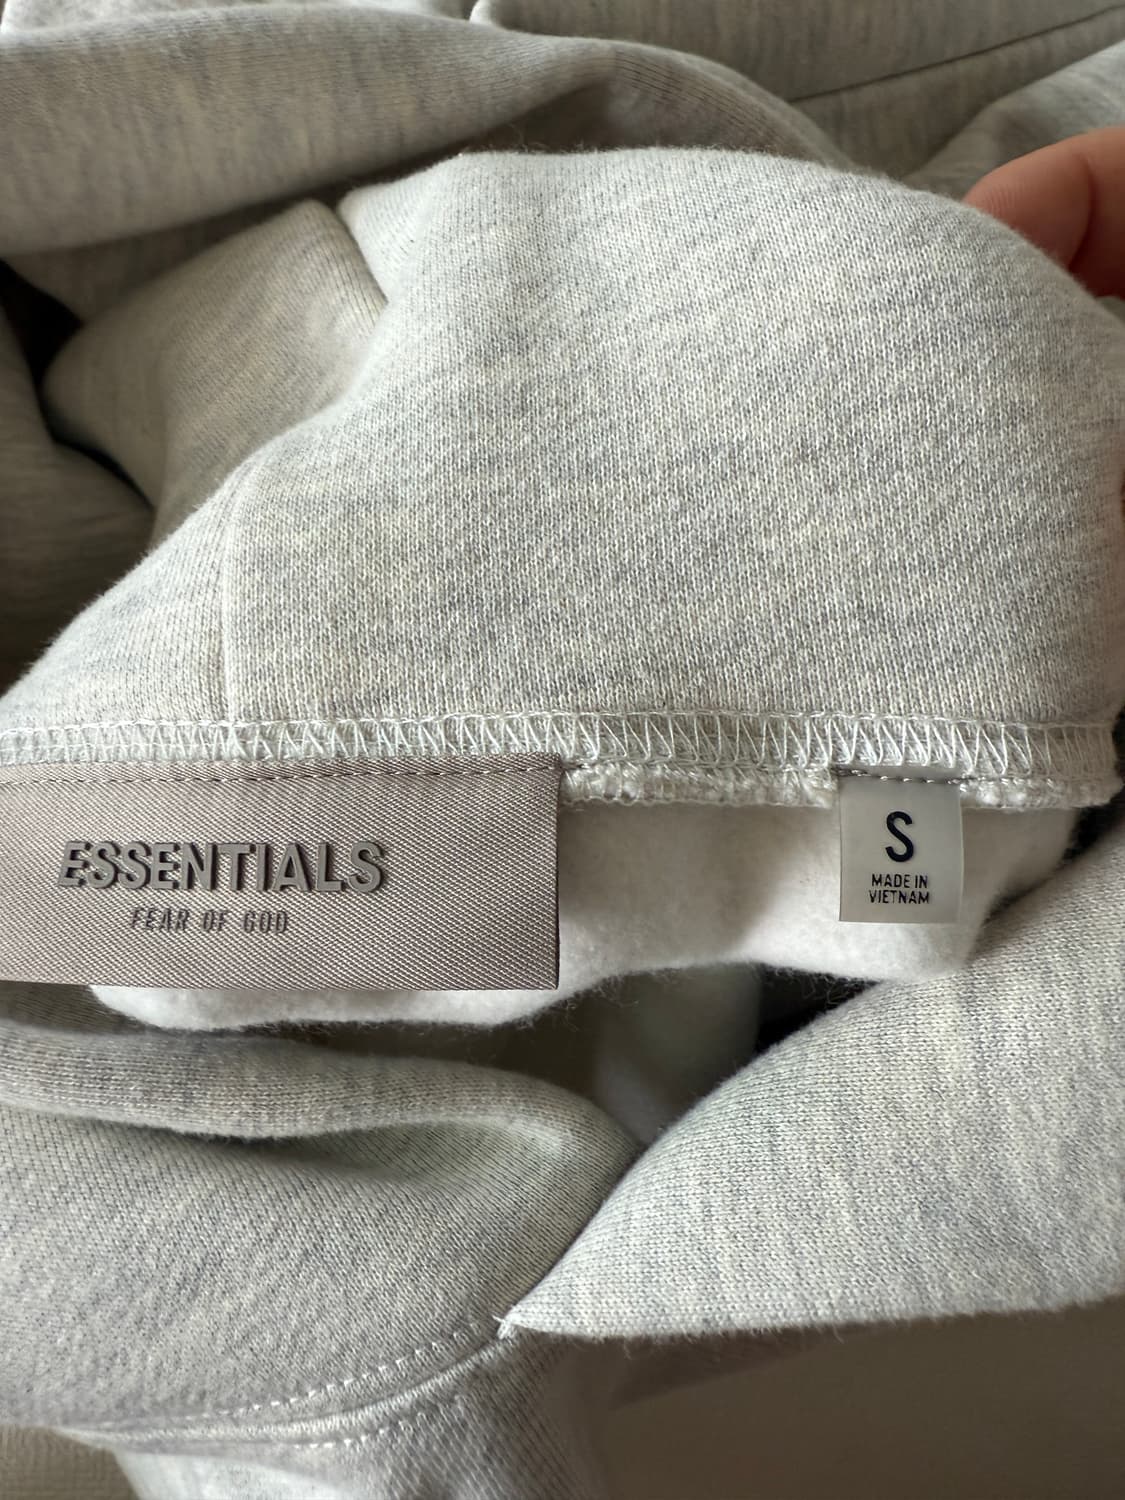 ESSENTIALS
FEAR OF GOD
S
MADE IN
VIETNAM